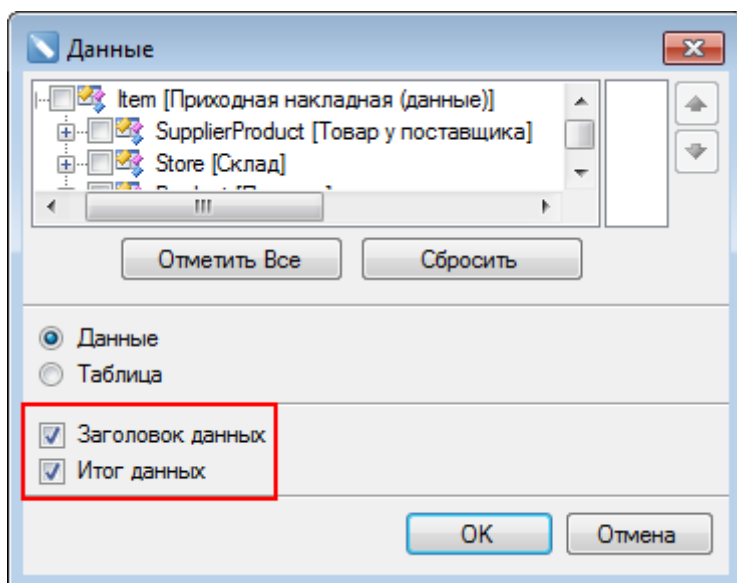 Данные
Item [Приходная накладная (данные)]
SupplierProduct [Товар у поставщика]
Store [Склад]
Отметить Все
Сбросить
Данные
Таблица
Заголовок данных
Итог данных
OK
Отмена